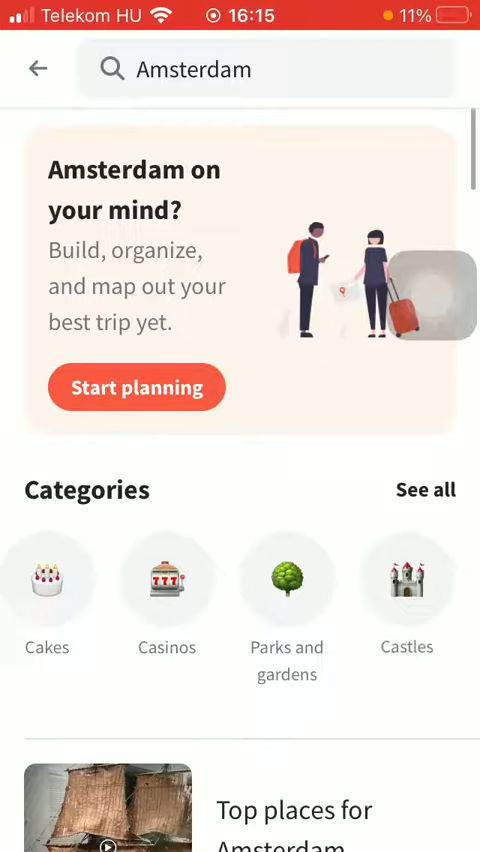 Telekom HU
16:15
11%
Amsterdam
Amsterdam on
your mind?
Build, organize,
and map out your
best trip yet.
Start planning
Categories
See all
777
Cakes
Casinos
Parks and
gardens
Castles
Top places for
Amsterdam